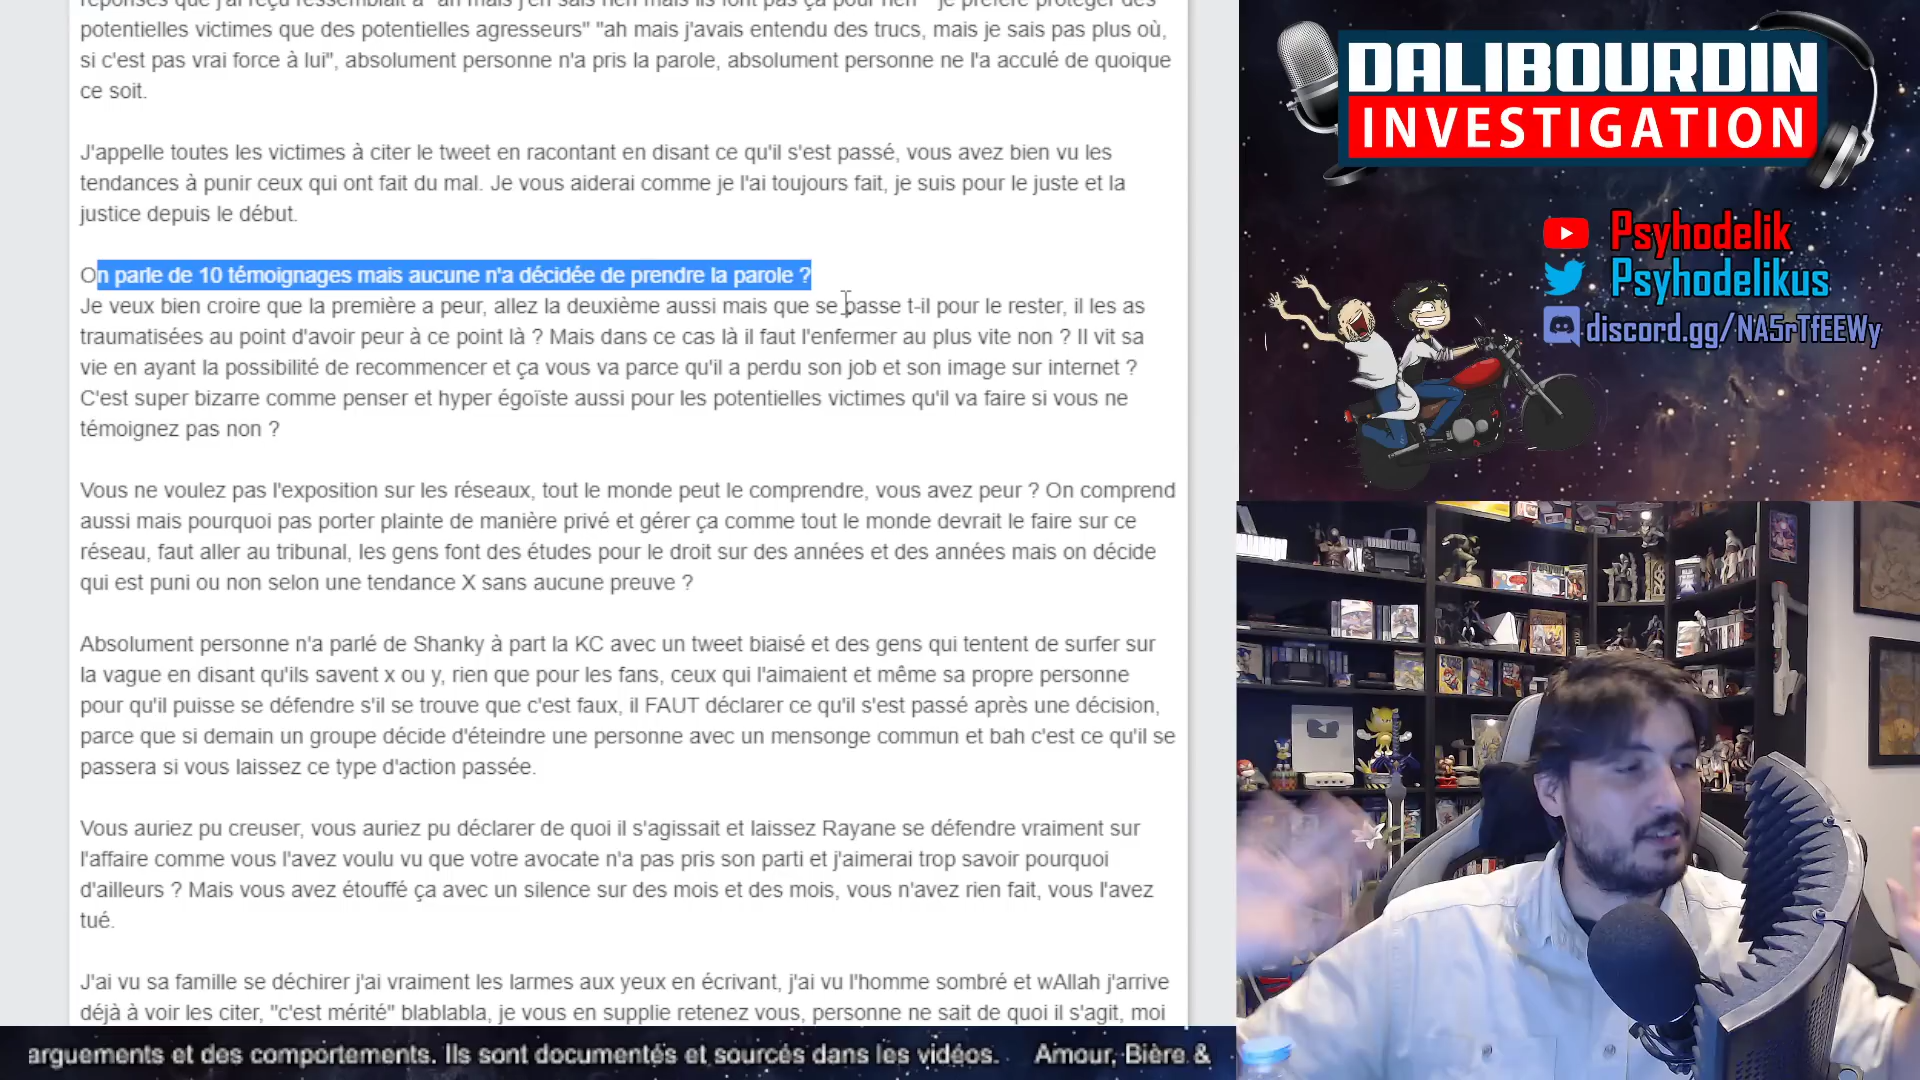 réponses que j'ai reçu ressemblait à "ah mais j'en sais rien mais ils font pas ça pour rien" "je préfère protéger des
potentielles victimes que des potentielles agresseurs" "ah mais j'avais entendu des trucs, mais je sais pas plus où,
si c'est pas vrai force à lui", absolument personne n'a pris la parole, absolument personne ne l'a acculé de quoique
ce soit.
J'appelle toutes les victimes à citer le tweet en racontant en disant ce qu'il s'est passé, vous avez bien vu les
tendances à punir ceux qui ont fait du mal. Je vous aiderai comme je l'ai toujours fait, je suis pour le juste et la
justice depuis le début.
On parle de 10 témoignages mais aucune n'a décidée de prendre la parole ?
Je veux bien croire que la première a peur, allez la deuxième aussi mais que se passe t-il pour le rester, il les as
traumatisées au point d'avoir peur à ce point là ? Mais dans ce cas là il faut l'enfermer au plus vite non ? Il vit sa
vie en ayant la possibilité de recommencer et ça vous va parce qu'il a perdu son job et son image sur internet ?
C'est super bizarre comme penser et hyper égoïste aussi pour les potentielles victimes qu'il va faire si vous ne
témoignez pas non ?
Vous ne voulez pas l'exposition sur les réseaux, tout le monde peut le comprendre, vous avez peur ? On comprend
aussi mais pourquoi pas porter plainte de manière privé et gérer ça comme tout le monde devrait le faire sur ce
réseau, faut aller au tribunal, les gens font des études pour le droit sur des années et des années mais on décide
qui est puni ou non selon une tendance X sans aucune preuve ?
Absolument personne n'a parlé de Shanky à part la KC avec un tweet biaisé et des gens qui tentent de surfer sur
la vague en disant qu'ils savent x ou y, rien que pour les fans, ceux qui l'aimaient et même sa propre personne
pour qu'il puisse se défendre s'il se trouve que c'est faux, il FAUT déclarer ce qu'il s'est passé après une décision,
parce que si demain un groupe décide d'éteindre une personne avec un mensonge commun et bah c'est ce qu'il se
passera si vous laissez ce type d'action passée.
Vous auriez pu creuser, vous auriez pu déclarer de quoi il s'agissait et laissez Rayane se défendre vraiment sur
l'affaire comme vous l'avez voulu vu que votre avocate n'a pas pris son parti et j'aimerai trop savoir pourquoi
d'ailleurs ? Mais vous avez étouffé ça avec un silence sur des mois et des mois, vous n'avez rien fait, vous l'avez
tué.
J'ai vu sa famille se déchirer j'ai vraiment les larmes aux yeux en écrivant, j'ai vu l'homme sombré et wAllah j'arrive
déjà à voir les citer, "c'est mérité" blablabla, je vous en supplie retenez vous, personne ne sait de quoi il s'agit, moi
arguements et des comportements. Ils sont documentés et sourcés dans les vidéos. Amour, Bière &
DALIBOURDIN
INVESTIGATION
Psyhodelik
Psyhodelikus
discord.gg/NA5rTfEEWy